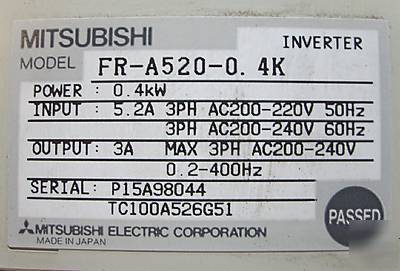 MITSUBISHI INVERTER
MODEL FR-A520-0.4K
POWER : 0.4kW
INPUT : 5.2A 3PH AC200-220V 50Hz
3PH AC200-240V 60Hz
OUTPUT: 3A MAX 3PH AC200-240V
0.2-400Hz
SERIAL: P15A98044
TC100A526G51
PASSED
MITSUBISHI ELECTRIC CORPORATION
MADE IN JAPAN